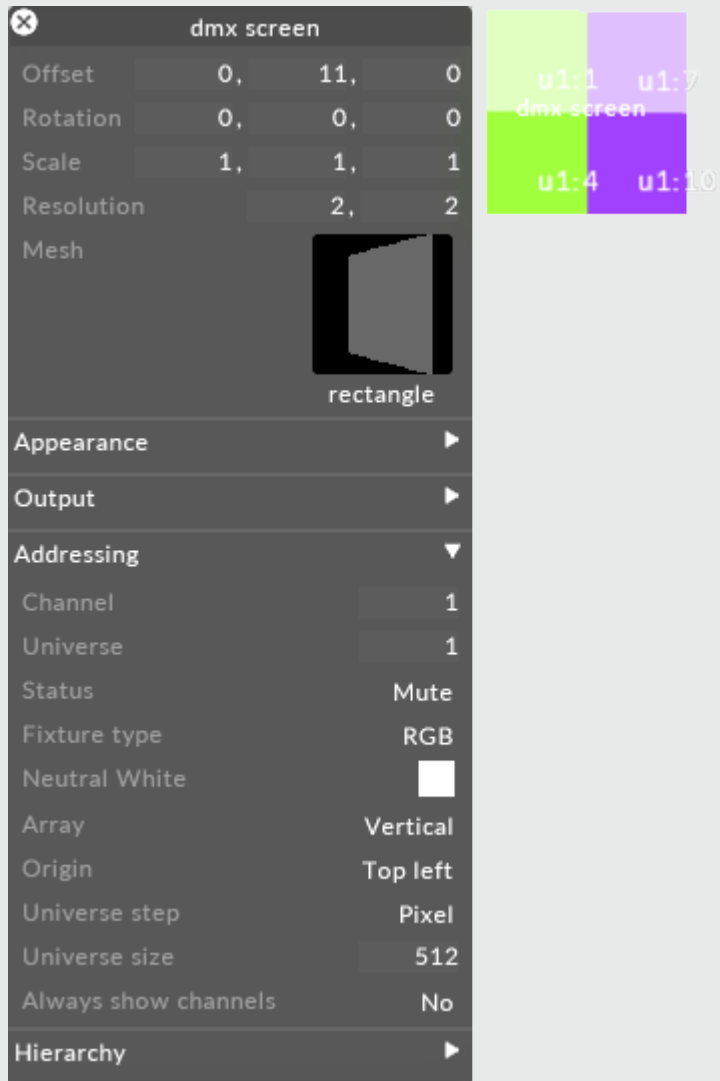 dmx screen
Offset 0, 11, 0
Rotation 0, 0, 0
Scale 1, 1, 1
Resolution 2, 2
Mesh
rectangle
Appearance
Output
Addressing
Channel 1
Universe 1
Status Mute
Fixture type RGB
Neutral White
Array Vertical
Origin Top left
Universe step Pixel
Universe size 512
Always show channels No
Hierarchy
u1:1 u1:7
dmx screen
u1:4 u1:10